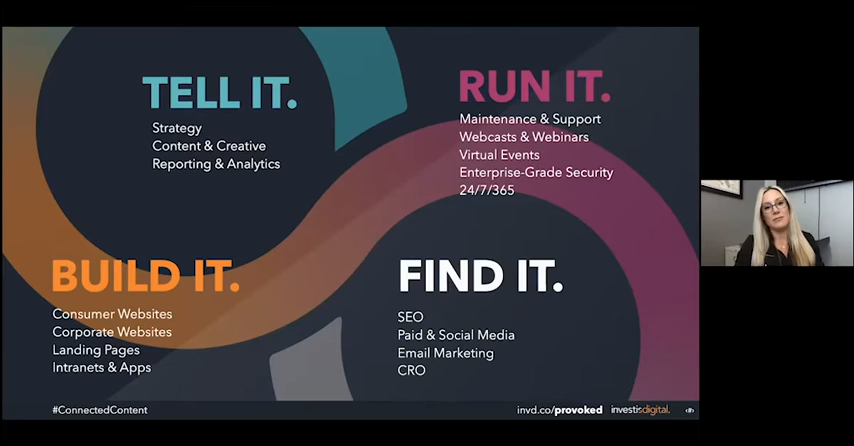 TELL IT.
Strategy
Content & Creative
Reporting & Analytics
RUN IT.
Maintenance & Support
Webcasts & Webinars
Virtual Events
Enterprise-Grade Security
24/7/365
BUILD IT.
Consumer Websites
Corporate Websites
Landing Pages
Intranets & Apps
FIND IT.
SEO
Paid & Social Media
Email Marketing
CRO
#ConnectedContent
invd.co/provoked
investisdigital.